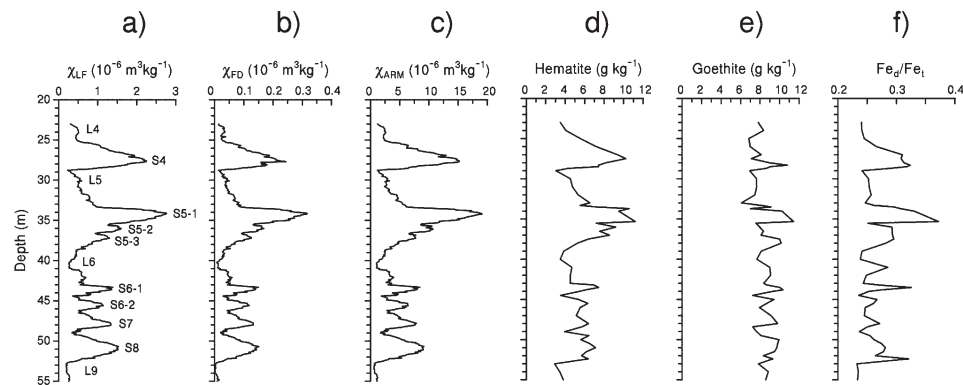 a) b) c) d) e) f)
χLF (10⁻⁶ m³kg⁻¹) χFD (10⁻⁶ m³kg⁻¹) χARM (10⁻⁶ m³kg⁻¹) Hematite (g kg⁻¹) Goethite (g kg⁻¹) Fed/Fet
0 1 2 3 0 0.1 0.2 0.3 0.4 0 5 10 15 20 0 2 4 6 8 10 12 0 2 4 6 8 10 12 0.2 0.3 0.4
20
L4
25
S4
30
L5
S5-1
35
S5-2
S5-3
L6
40
S6-1
45
S6-2
S7
50
S8
L9
55
Depth (m)